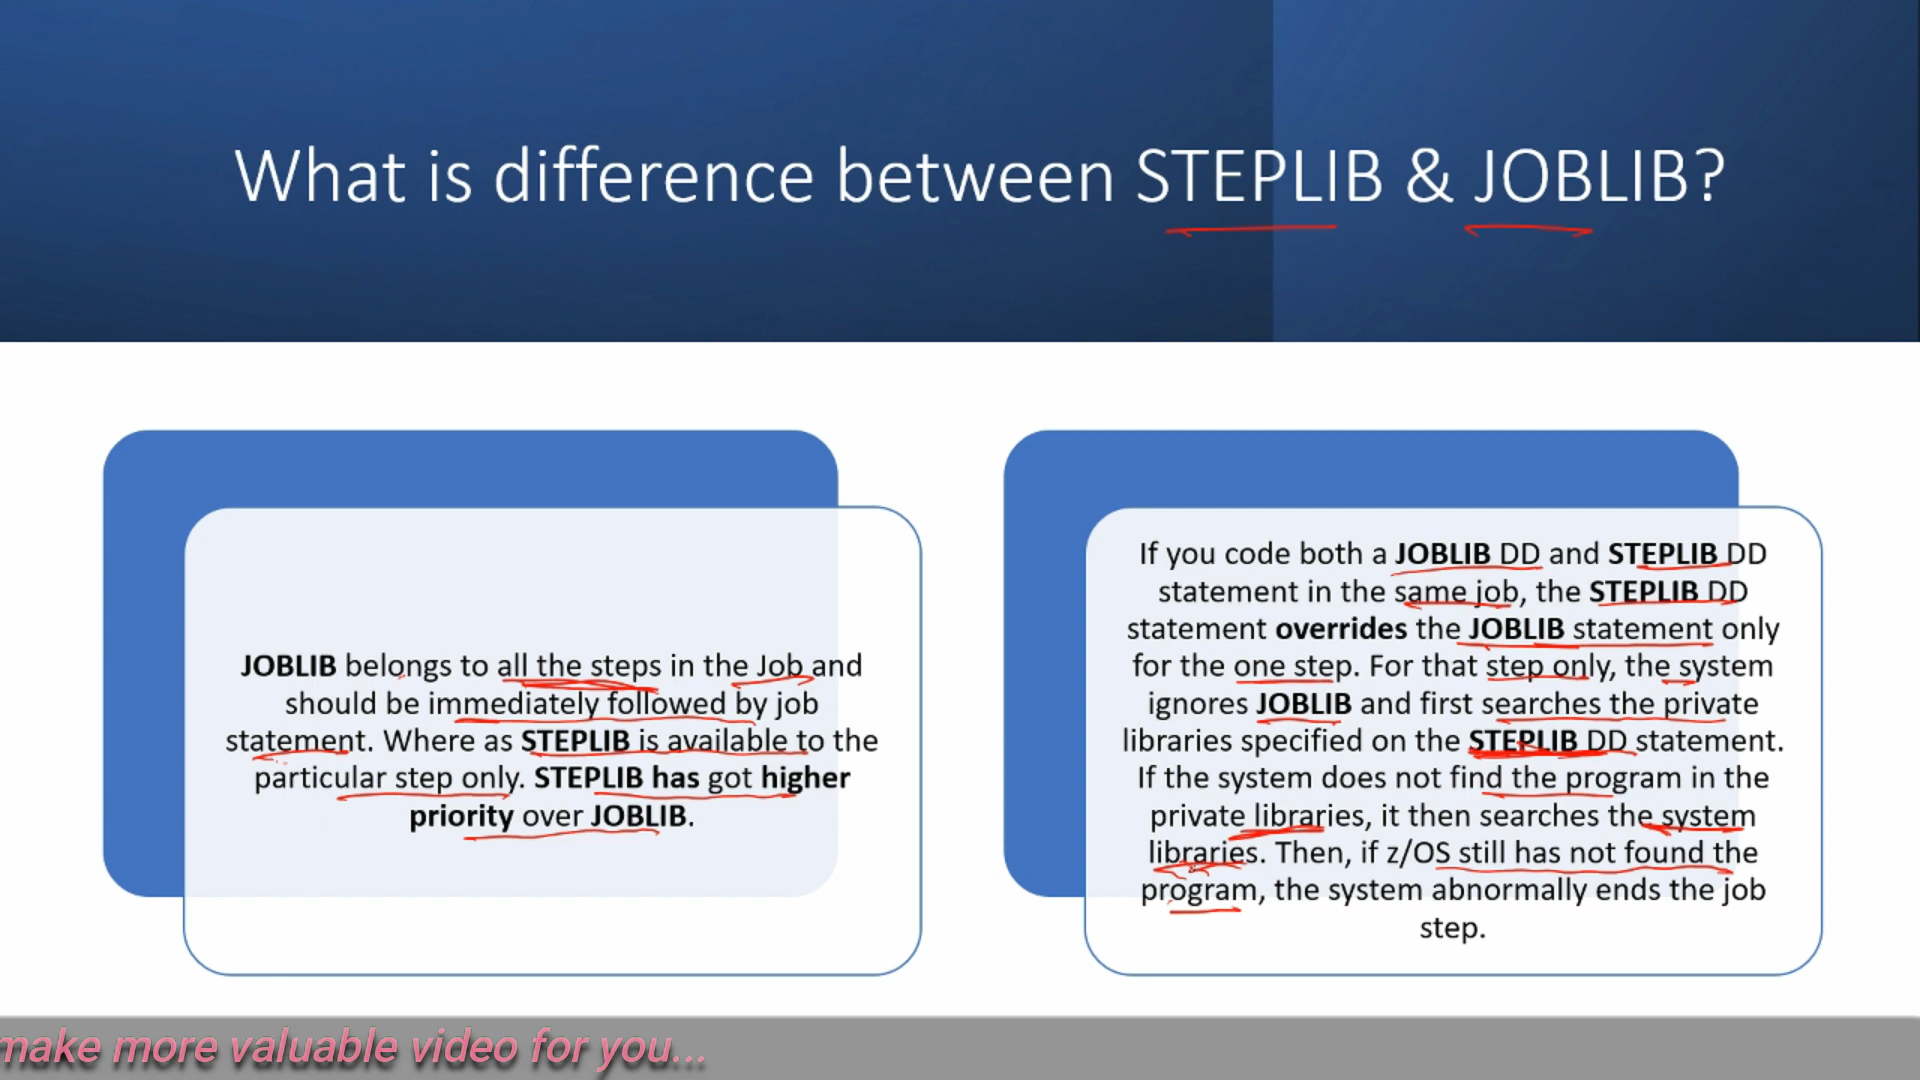 What is difference between STEPLIB & JOBLIB?
JOBLIB belongs to all the steps in the Job and
should be immediately followed by job
statement. Where as STEPLIB is available to the
particular step only. STEPLIB has got higher
priority over JOBLIB.
If you code both a JOBLIB DD and STEPLIB DD
statement in the same job, the STEPLIB DD
statement overrides the JOBLIB statement only
for the one step. For that step only, the system
ignores JOBLIB and first searches the private
libraries specified on the STEPLIB DD statement.
If the system does not find the program in the
private libraries, it then searches the system
libraries. Then, if z/OS still has not found the
program, the system abnormally ends the job
step.
make more valuable video for you...